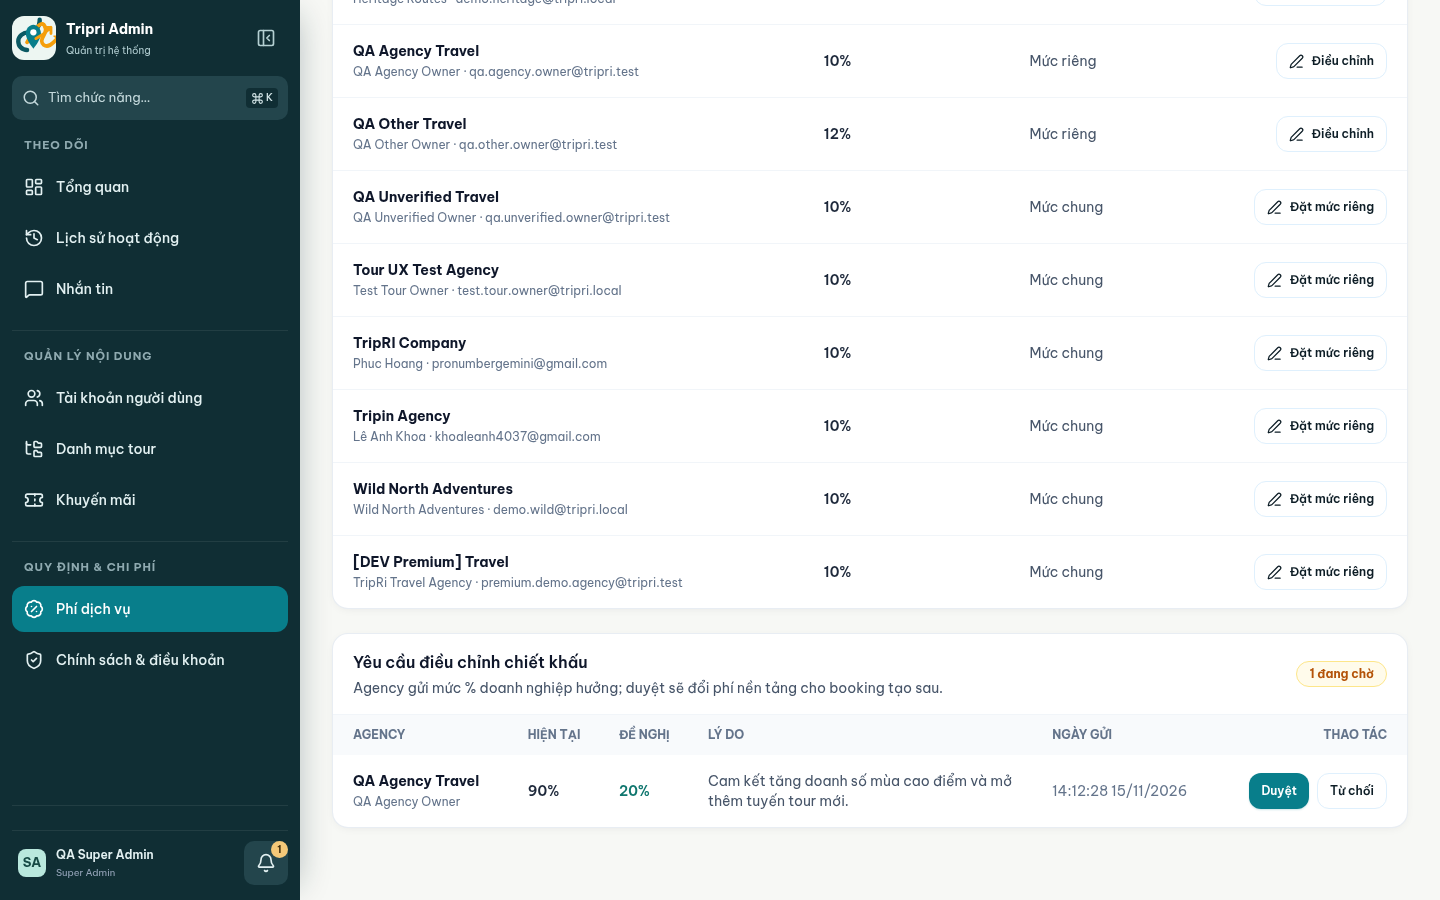 Tripri Admin
Quản trị hệ thống
Tìm chức năng...
⌘ K
THEO DÕI
Tổng quan
Lịch sử hoạt động
Nhắn tin
QUẢN LÝ NỘI DUNG
Tài khoản người dùng
Danh mục tour
Khuyến mãi
QUY ĐỊNH & CHI PHÍ
Phí dịch vụ
Chính sách & điều khoản
SA
QA Super Admin
Super Admin
1
Heritage Routes · demo.heritage@tripri.local
QA Agency Travel
QA Agency Owner · qa.agency.owner@tripri.test
10%
Mức riêng
Điều chỉnh
QA Other Travel
QA Other Owner · qa.other.owner@tripri.test
12%
Mức riêng
Điều chỉnh
QA Unverified Travel
QA Unverified Owner · qa.unverified.owner@tripri.test
10%
Mức chung
Đặt mức riêng
Tour UX Test Agency
Test Tour Owner · test.tour.owner@tripri.local
10%
Mức chung
Đặt mức riêng
TripRI Company
Phuc Hoang · pronumbergemini@gmail.com
10%
Mức chung
Đặt mức riêng
Tripin Agency
Lê Anh Khoa · khoaleanh4037@gmail.com
10%
Mức chung
Đặt mức riêng
Wild North Adventures
Wild North Adventures · demo.wild@tripri.local
10%
Mức chung
Đặt mức riêng
[DEV Premium] Travel
TripRi Travel Agency · premium.demo.agency@tripri.test
10%
Mức chung
Đặt mức riêng
Yêu cầu điều chỉnh chiết khấu
Agency gửi mức % doanh nghiệp hưởng; duyệt sẽ đổi phí nền tảng cho booking tạo sau.
1 đang chờ
AGENCY
HIỆN TẠI
ĐỀ NGHỊ
LÝ DO
NGÀY GỬI
THAO TÁC
QA Agency Travel
QA Agency Owner
90%
20%
Cam kết tăng doanh số mùa cao điểm và mở
thêm tuyến tour mới.
14:12:28 15/11/2026
Duyệt
Từ chối